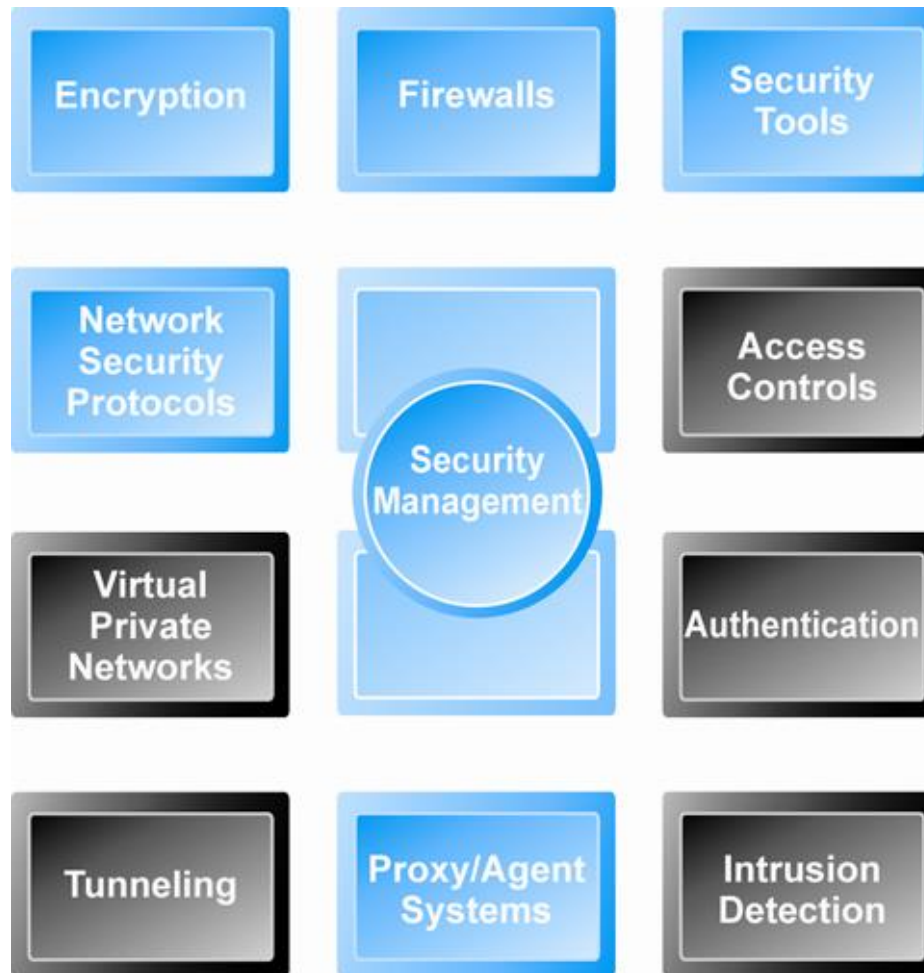 Encryption
Firewalls
Security
Tools
Network
Security
Protocols
Security
Management
Access
Controls
Virtual
Private
Networks
Authentication
Tunneling
Proxy/Agent
Systems
Intrusion
Detection